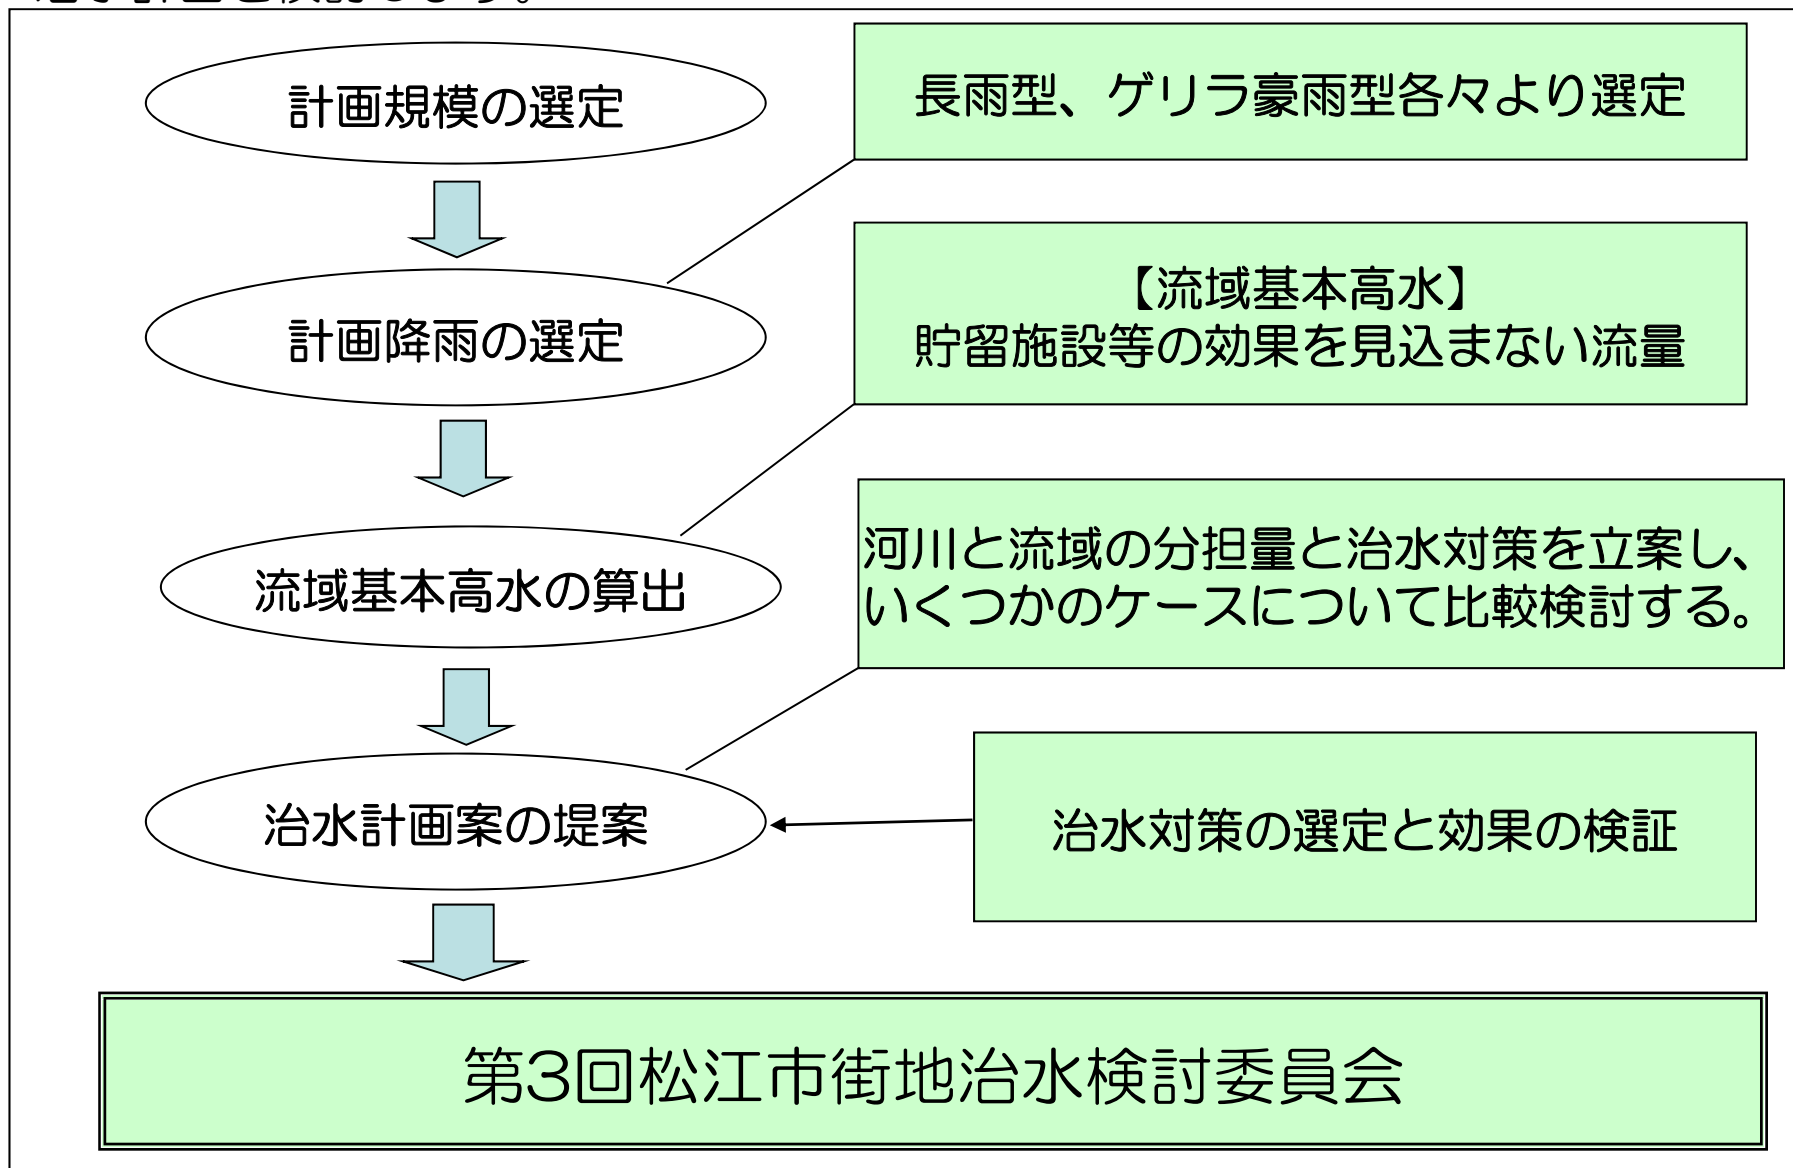 計画規模の選定
長雨型、ゲリラ豪雨型各々より選定
計画降雨の選定
【流域基本高水】
貯留施設等の効果を見込まない流量
流域基本高水の算出
河川と流域の分担量と治水対策を立案し、
いくつかのケースについて比較検討する。
治水計画案の堤案
治水対策の選定と効果の検証
第3回松江市街地治水検討委員会